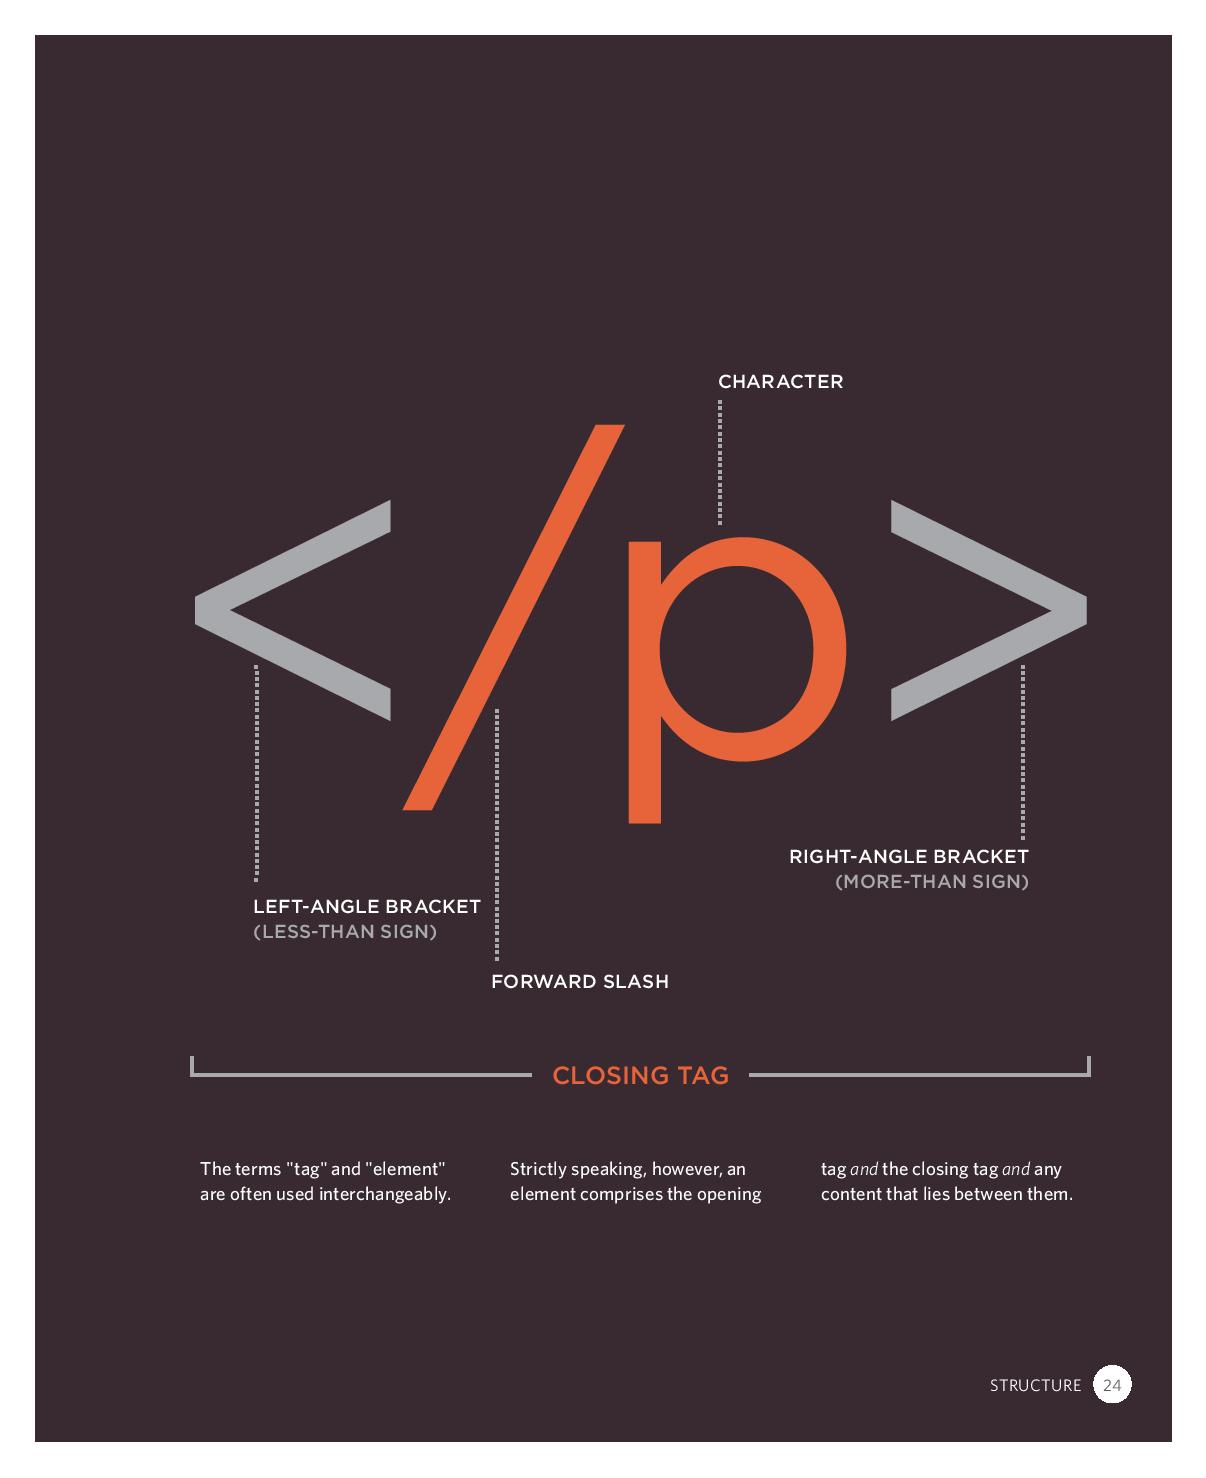 CHARACTER
</p>
RIGHT-ANGLE BRACKET
(MORE-THAN SIGN)
LEFT-ANGLE BRACKET
(LESS-THAN SIGN)
FORWARD SLASH
CLOSING TAG
The terms "tag" and "element"
are often used interchangeably.
Strictly speaking, however, an
element comprises the opening
tag and the closing tag and any
content that lies between them.
STRUCTURE 24